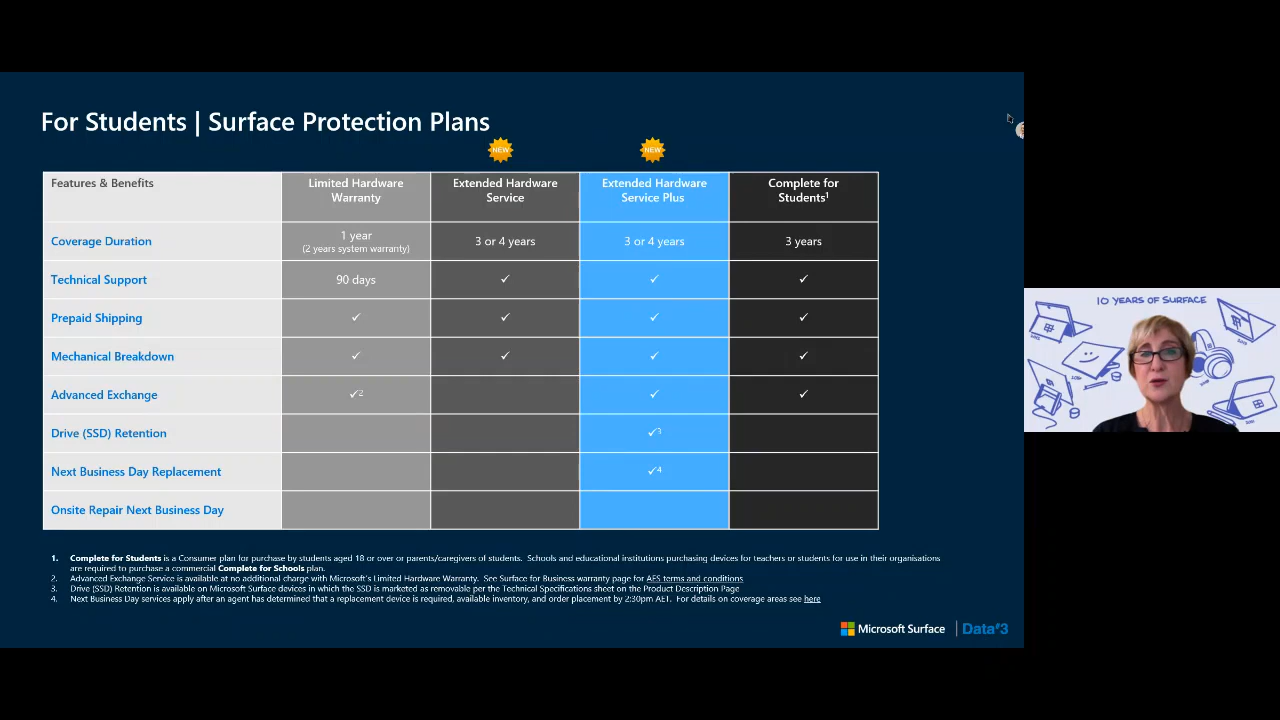 For Students | Surface Protection Plans
NEW
NEW
Features & Benefits
Limited Hardware
Warranty
Extended Hardware
Service
Extended Hardware
Service Plus
Complete for
Students¹
Coverage Duration
1 year
(2 years system warranty)
3 or 4 years
3 or 4 years
3 years
Technical Support
90 days
✓
✓
✓
Prepaid Shipping
✓
✓
✓
✓
Mechanical Breakdown
✓
✓
✓
✓
Advanced Exchange
✓²
✓
✓
Drive (SSD) Retention
✓³
Next Business Day Replacement
✓⁴
Onsite Repair Next Business Day
1. Complete for Students is a Consumer plan for purchase by students aged 18 or over or parents/caregivers of students. Schools and educational institutions purchasing devices for teachers or students for use in their organisations
are required to purchase a commercial Complete for Schools plan.
2. Advanced Exchange Service is available at no additional charge with Microsoft's Limited Hardware Warranty. See Surface for Business warranty page for AES terms and conditions
3. Drive (SSD) Retention is available on Microsoft Surface devices in which the SSD is marketed as removable per the Technical Specifications sheet on the Product Description Page
4. Next Business Day services apply after an agent has determined that a replacement device is required, available inventory, and order placement by 2:30pm AET. For details on coverage areas see here
Microsoft Surface | Data#3
10 YEARS OF SURFACE